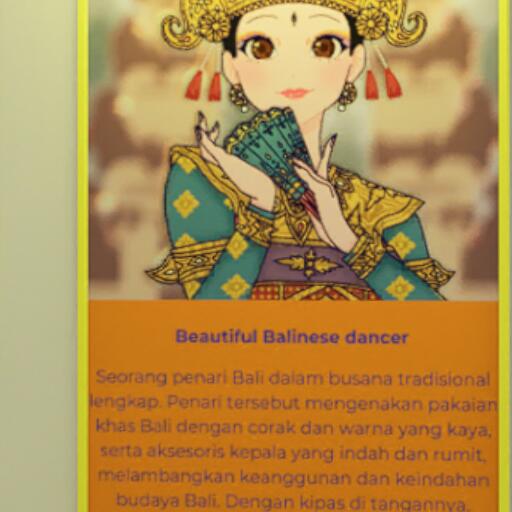 Beautiful Balinese dancer
Seorang penari Bali dalam busana tradisional
lengkap. Penari tersebut mengenakan pakaian
khas Bali dengan corak dan warna yang kaya,
serta aksesoris kepala yang indah dan rumit,
melambangkan keanggunan dan keindahan
budaya Bali. Dengan kipas di tangannya,